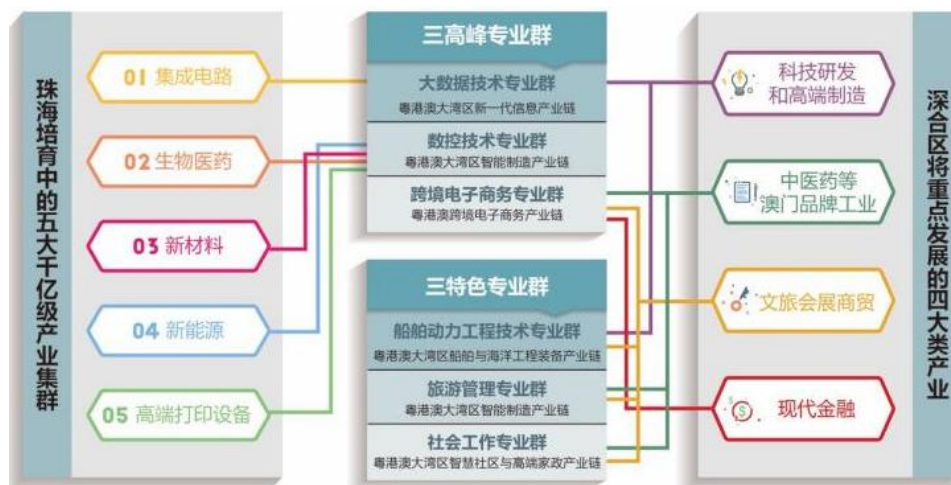 珠海培育中的五大千亿级产业集群
01 集成电路
02 生物医药
03 新材料
04 新能源
05 高端打印设备
三高峰专业群
大数据技术专业群
粤港澳大湾区新一代信息产业链
数控技术专业群
粤港澳大湾区智能制造产业链
跨境电子商务专业群
粤港澳跨境电子商务产业链
三特色专业群
船舶动力工程技术专业群
粤港澳大湾区船舶与海洋工程装备产业链
旅游管理专业群
粤港澳大湾区智能制造产业链
社会工作专业群
粤港澳大湾区智慧社区与高端家政产业链
科技研发
和高端制造
中医药等
澳门品牌工业
文旅会展商贸
现代金融
深合区将重点发展的四大类产业